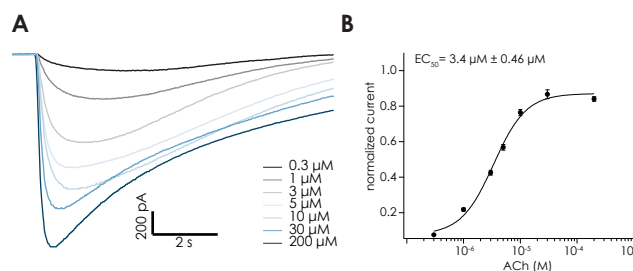 A
200 pA
2 s
0.3 µM
1 µM
3 µM
5 µM
10 µM
30 µM
200 µM
B
EC50= 3.4 µM ± 0.46 µM
normalized current
1.0
0.8
0.6
0.4
0.2
10-6
10-5
10-4
ACh (M)